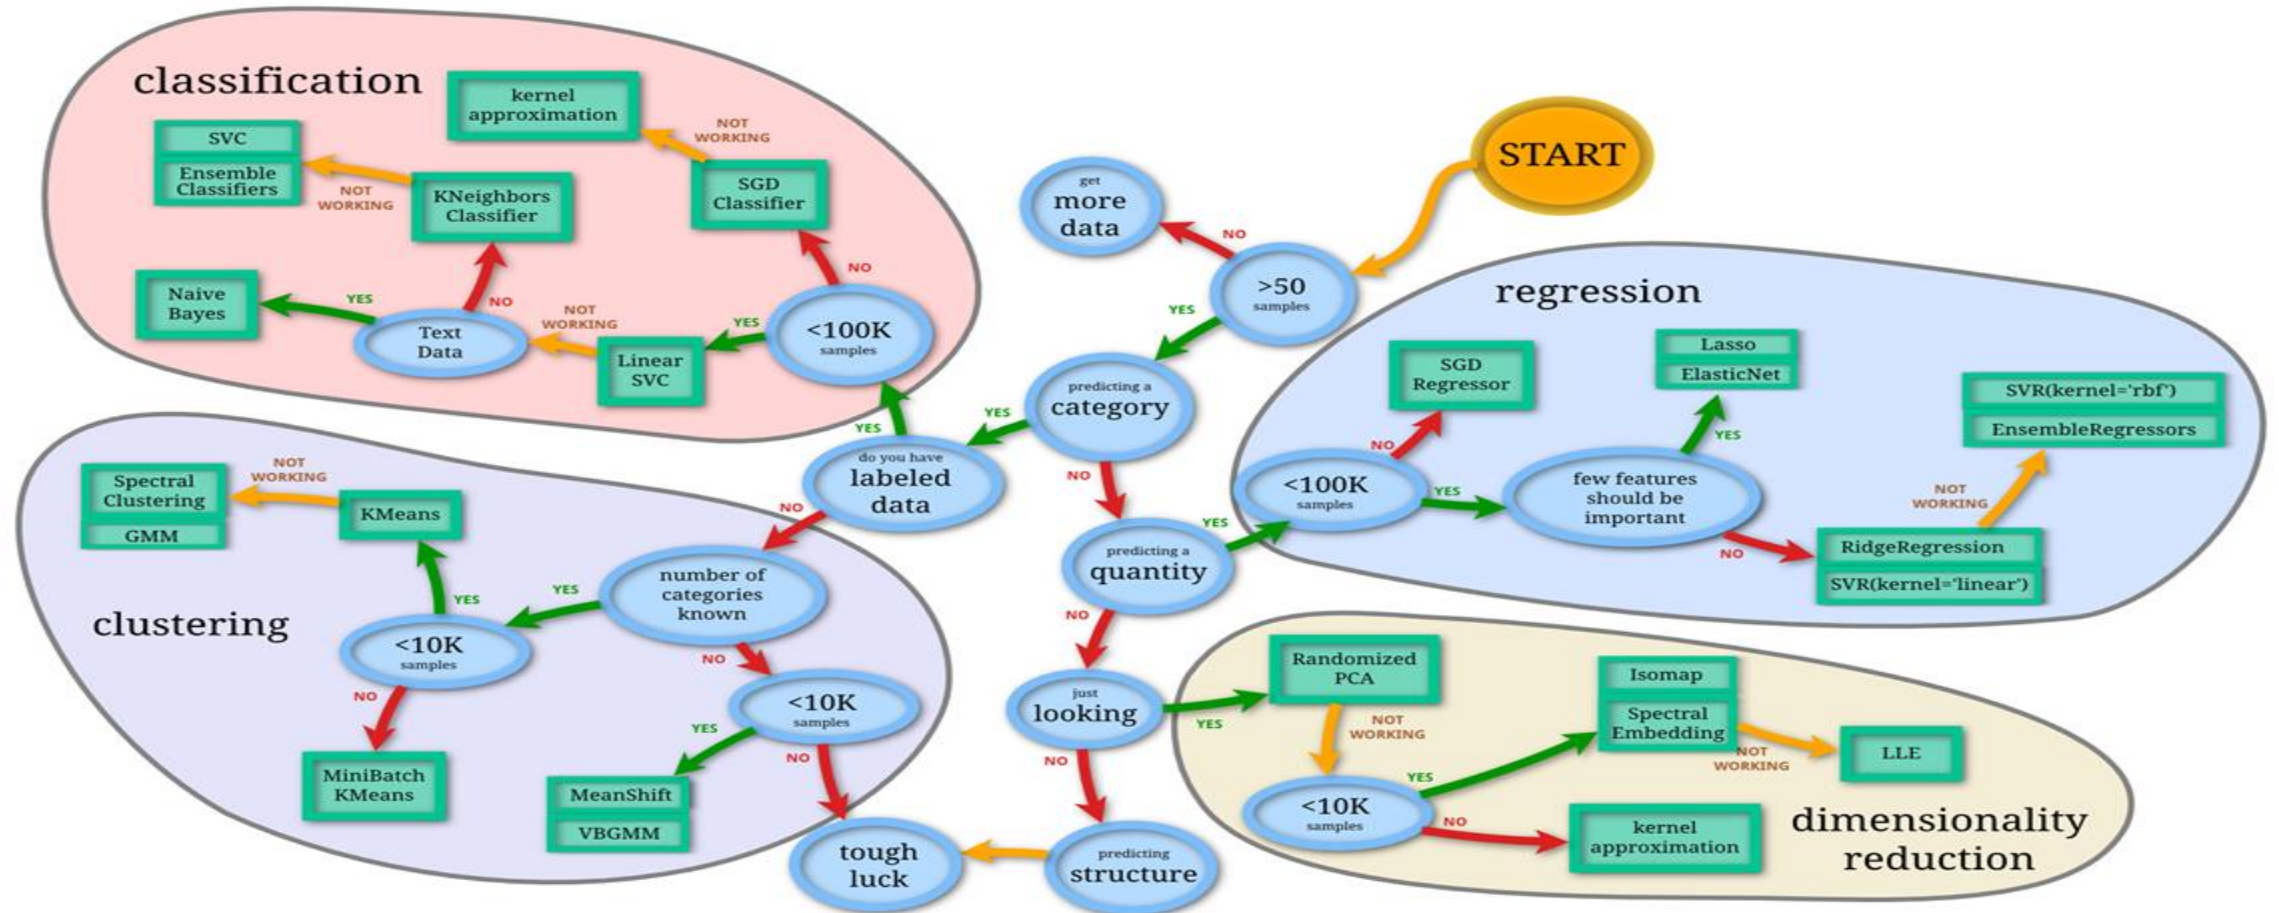 classification
kernel
approximation
NOT
WORKING
SVC
Ensemble
Classifiers
NOT
WORKING
KNeighbors
Classifier
SGD
Classifier
NO
Naive
Bayes
YES
NO
Text
Data
NOT
WORKING
Linear
SVC
YES
<100K
samples
YES
START
get
more
data
NO
>50
samples
YES
predicting a
category
YES
NO
do you have
labeled
data
NO
predicting a
quantity
YES
NO
just
looking
YES
NO
predicting
structure
tough
luck
regression
SGD
Regressor
Lasso
ElasticNet
SVR(kernel='rbf')
EnsembleRegressors
NO
YES
<100K
samples
YES
few features
should be
important
NOT
WORKING
NO
RidgeRegression
SVR(kernel='linear')
clustering
Spectral
Clustering
GMM
NOT
WORKING
KMeans
YES
number of
categories
known
YES
<10K
samples
NO
NO
<10K
samples
YES
NO
MiniBatch
KMeans
MeanShift
VBGMM
Randomized
PCA
NOT
WORKING
Isomap
Spectral
Embedding
NOT
WORKING
LLE
YES
<10K
samples
NO
kernel
approximation
dimensionality
reduction